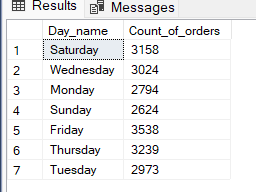 Results Messages
Day_name Count_of_orders
1 Saturday 3158
2 Wednesday 3024
3 Monday 2794
4 Sunday 2624
5 Friday 3538
6 Thursday 3239
7 Tuesday 2973